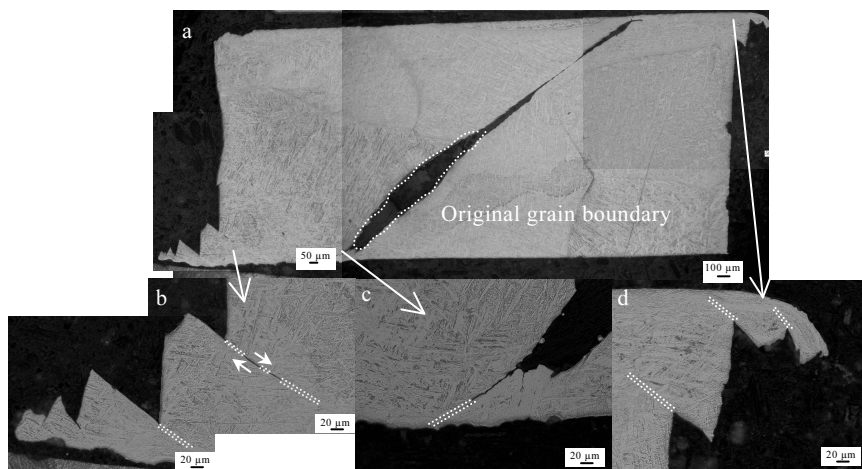 a
Original grain boundary
50 µm
100 µm
b
c
d
20 µm
20 µm
20 µm
20 µm